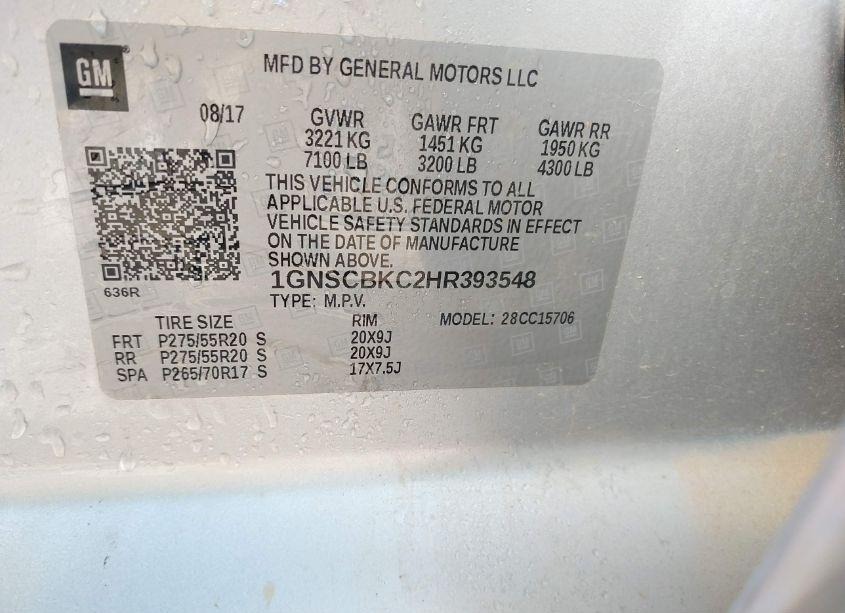 GM
MFD BY GENERAL MOTORS LLC
08/17
GVWR GAWR FRT GAWR RR
3221 KG 1451 KG 1950 KG
7100 LB 3200 LB 4300 LB
THIS VEHICLE CONFORMS TO ALL
APPLICABLE U.S. FEDERAL MOTOR
VEHICLE SAFETY STANDARDS IN EFFECT
ON THE DATE OF MANUFACTURE
SHOWN ABOVE.
636R
1GNSCBKC2HR393548
TYPE: M.P.V.
TIRE SIZE RIM MODEL: 28CC15706
FRT P275/55R20 S 20X9J
RR P275/55R20 S 20X9J
SPA P265/70R17 S 17X7.5J